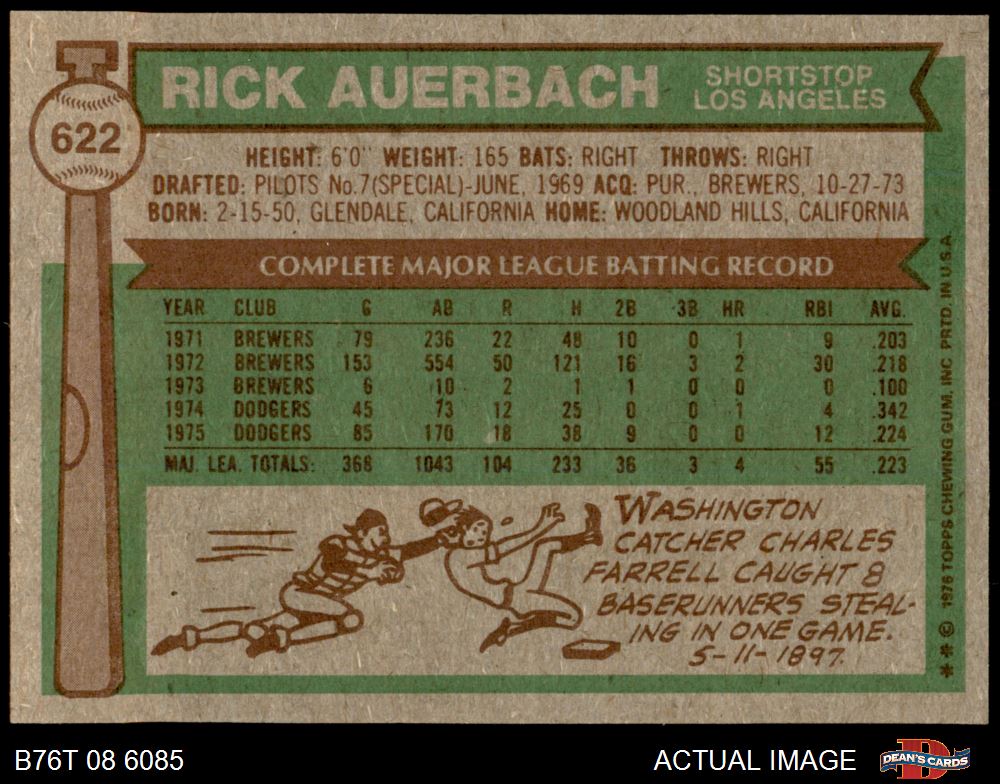 622
RICK AUERBACH
SHORTSTOP
LOS ANGELES
HEIGHT: 6'0" WEIGHT: 165 BATS: RIGHT THROWS: RIGHT
DRAFTED: PILOTS No.7(SPECIAL)-JUNE, 1969 ACQ: PUR., BREWERS, 10-27-73
BORN: 2-15-50, GLENDALE, CALIFORNIA HOME: WOODLAND HILLS, CALIFORNIA
COMPLETE MAJOR LEAGUE BATTING RECORD
YEAR CLUB G AB R H 2B 3B HR RBI AVG.
1971 BREWERS 79 236 22 48 10 0 1 9 .203
1972 BREWERS 153 554 50 121 16 3 2 30 .218
1973 BREWERS 6 10 2 1 1 0 0 0 .100
1974 DODGERS 45 73 12 25 0 0 1 4 .342
1975 DODGERS 85 170 18 38 9 0 0 12 .224
MAJ. LEA. TOTALS: 368 1043 104 233 36 3 4 55 .223
WASHINGTON
CATCHER CHARLES
FARRELL CAUGHT 8
BASERUNNERS STEAL-
ING IN ONE GAME.
5-11-1897.
** © 1976 TOPPS CHEWING GUM, INC. PRTD. IN U.S.A.
B76T 08 6085
ACTUAL IMAGE
D
DEAN'S CARDS